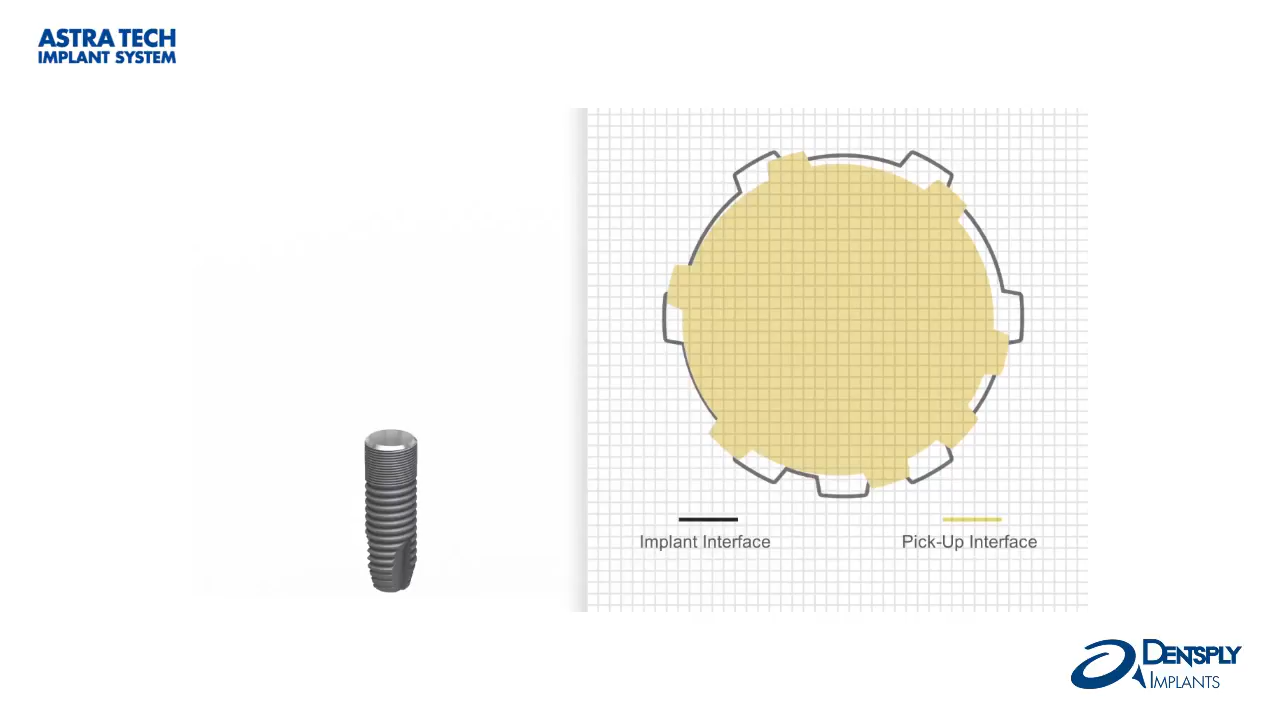 ASTRA TECH
IMPLANT SYSTEM
Implant Interface
Pick-Up Interface
DENTSPLY
IMPLANTS